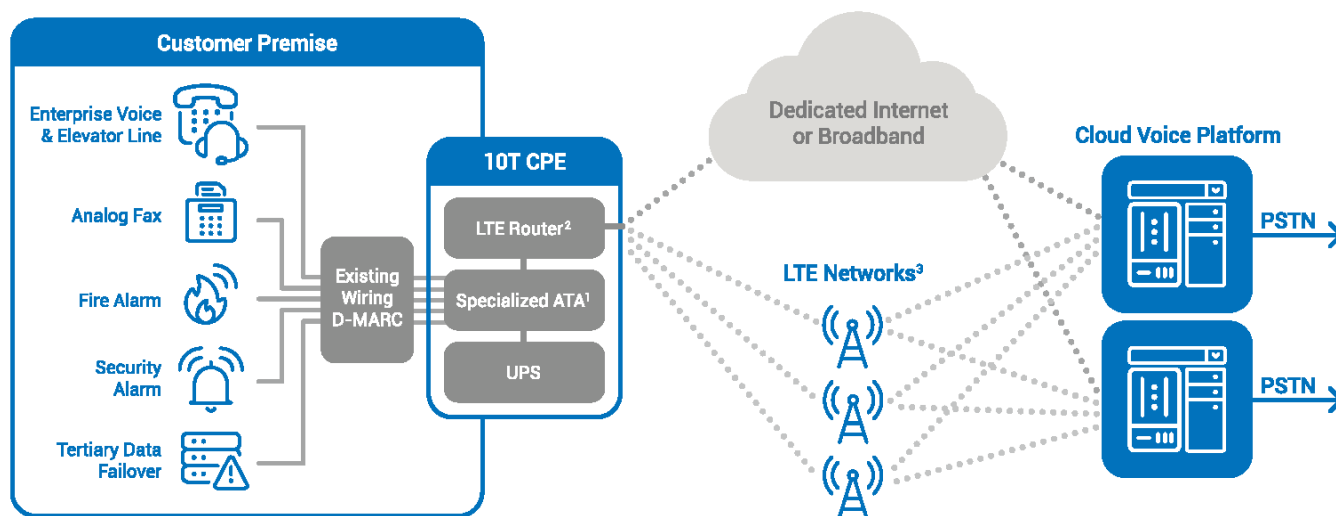 Customer Premise
Enterprise Voice
& Elevator Line
Analog Fax
Fire Alarm
Security
Alarm
Tertiary Data
Failover
Existing
Wiring
D-MARC
10T CPE
LTE Router²
Specialized ATA¹
UPS
Dedicated Internet
or Broadband
LTE Networks³
Cloud Voice Platform
PSTN
PSTN